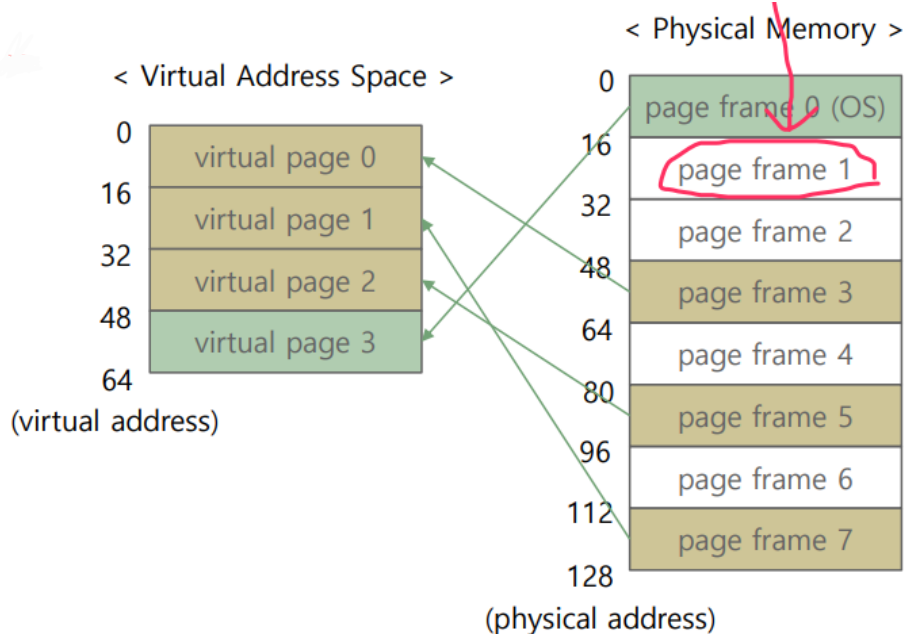 < Physical Memory >
< Virtual Address Space >
0
virtual page 0
16
virtual page 1
32
virtual page 2
48
virtual page 3
64
(virtual address)
0
page frame 0 (OS)
16
page frame 1
32
page frame 2
48
page frame 3
64
page frame 4
80
page frame 5
96
page frame 6
112
page frame 7
128
(physical address)